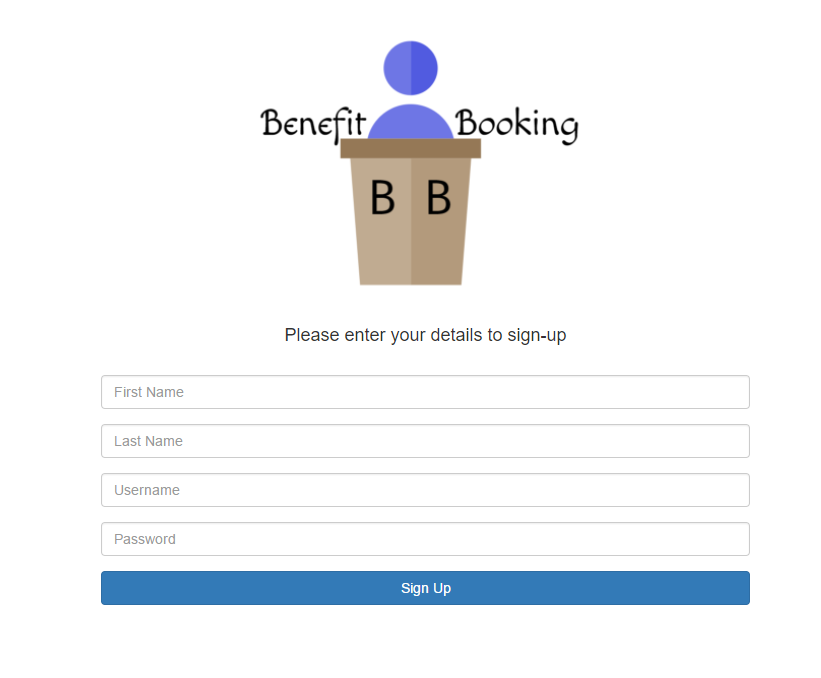 Benefit Booking
B B
Please enter your details to sign-up
First Name
Last Name
Username
Password
Sign Up